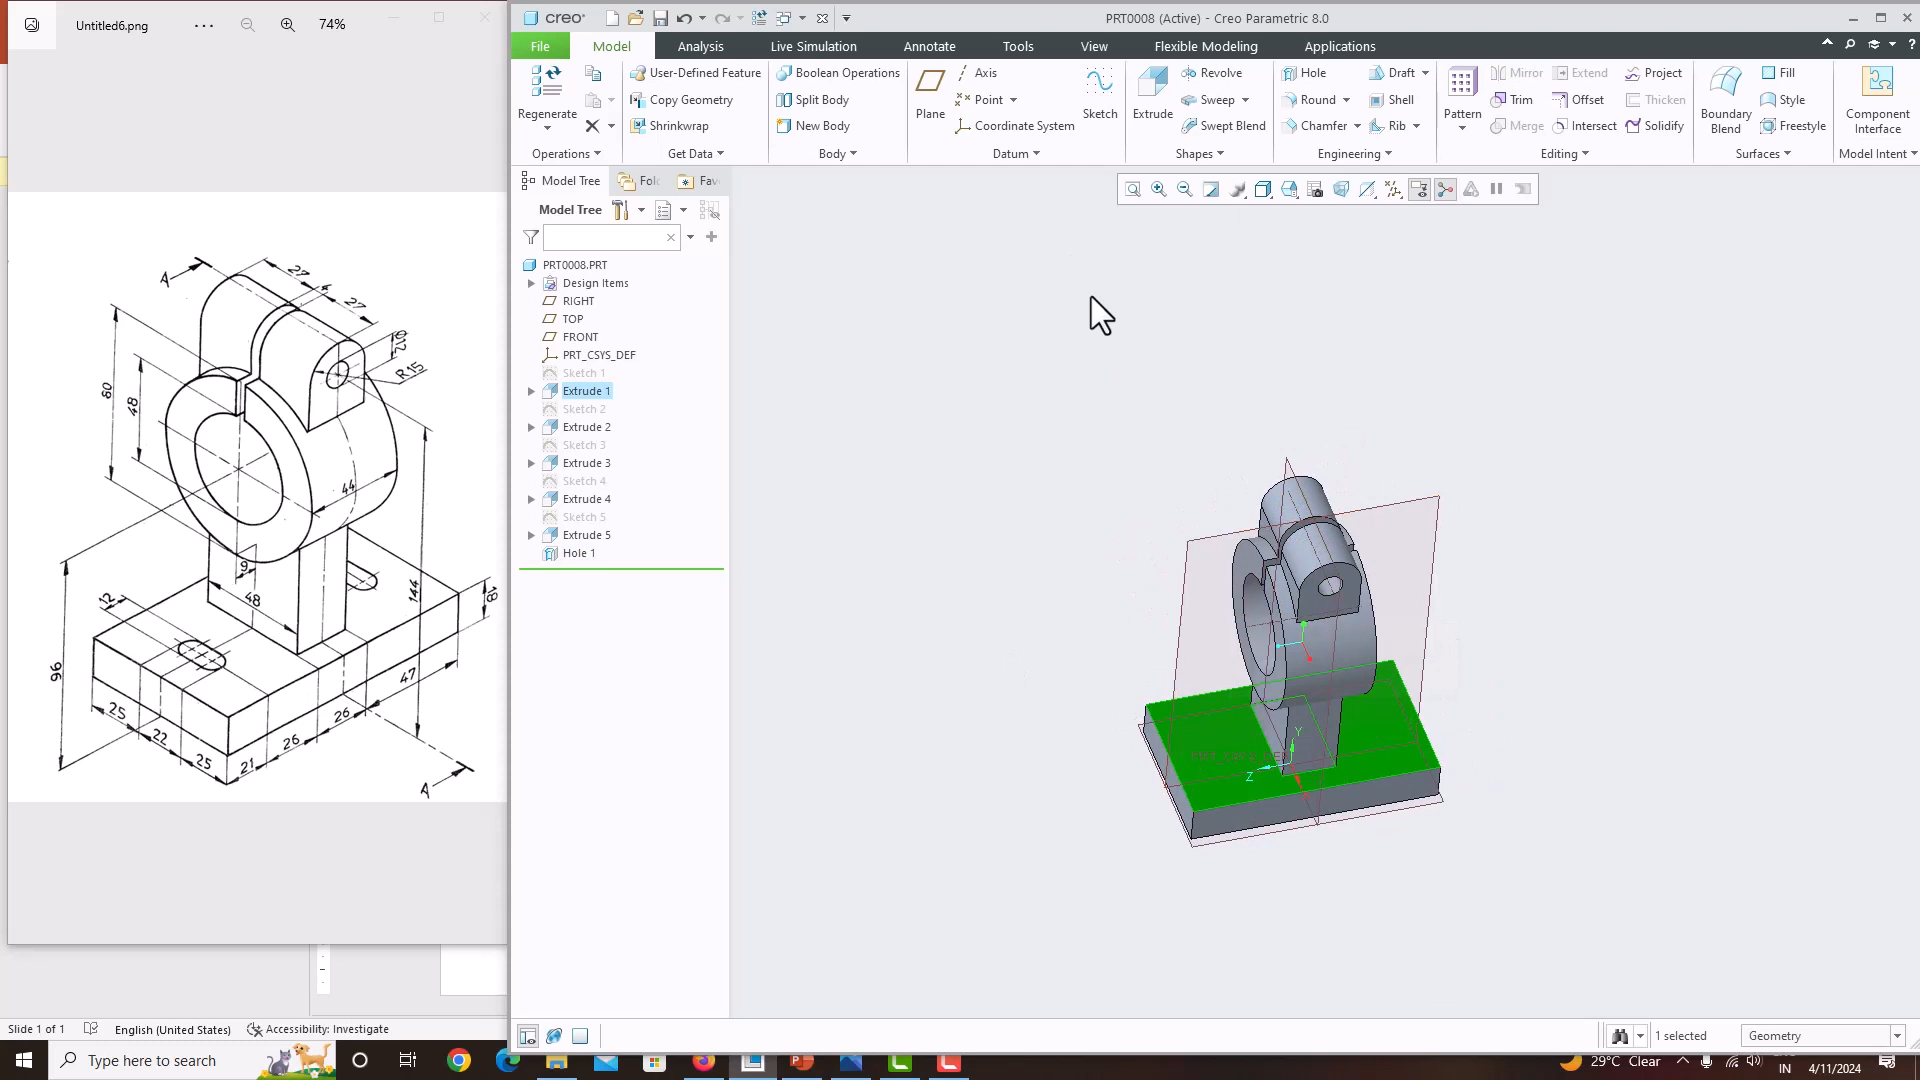 Untitled6.png
74%
creo
PRT0008 (Active) - Creo Parametric 8.0
File
Model
Analysis
Live Simulation
Annotate
Tools
View
Flexible Modeling
Applications
Regenerate
User-Defined Feature
Copy Geometry
Shrinkwrap
Boolean Operations
Split Body
New Body
Plane
Axis
Point
Coordinate System
Sketch
Extrude
Revolve
Sweep
Swept Blend
Hole
Round
Chamfer
Draft
Shell
Rib
Pattern
Mirror
Trim
Merge
Extend
Offset
Intersect
Project
Thicken
Solidify
Boundary Blend
Fill
Style
Freestyle
Component Interface
Operations
Get Data
Body
Datum
Shapes
Engineering
Editing
Surfaces
Model Intent
Model Tree
Fol
Fav
Model Tree
PRT0008.PRT
Design Items
RIGHT
TOP
FRONT
PRT_CSYS_DEF
Sketch 1
Extrude 1
Sketch 2
Extrude 2
Sketch 3
Extrude 3
Sketch 4
Extrude 4
Sketch 5
Extrude 5
Hole 1
A
27
4
27
R15
80
48
44
9
48
12
144
18
96
47
26
26
25
22
25
21
A
Y
Z
Slide 1 of 1
English (United States)
Accessibility: Investigate
1 selected
Geometry
Type here to search
29°C Clear
IN
4/11/2024